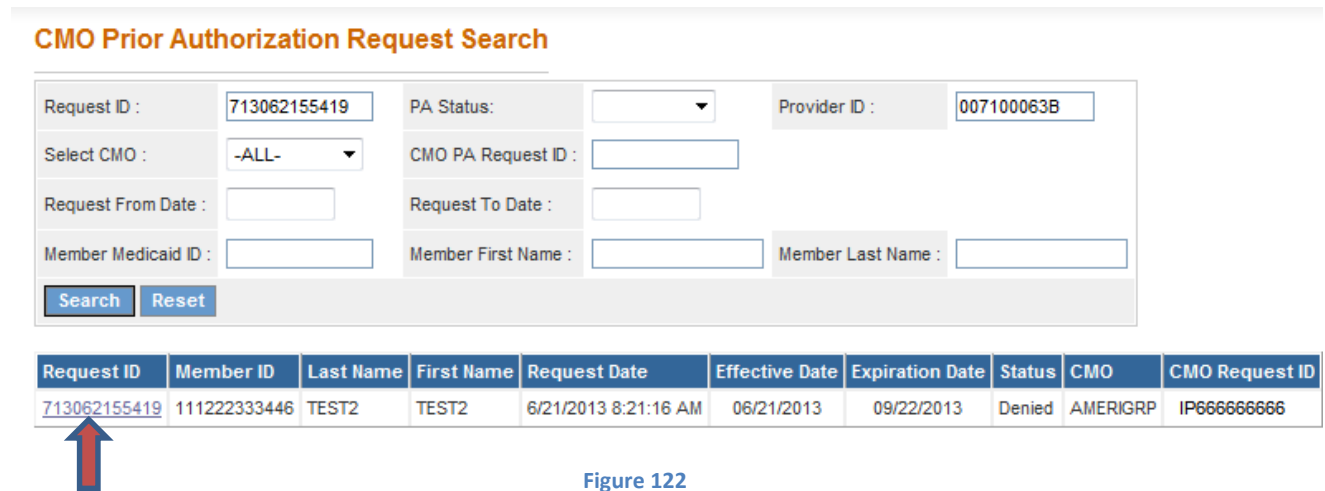 CMO Prior Authorization Request Search
Request ID : 713062155419 PA Status: Provider ID : 007100063B
Select CMO : -ALL- CMO PA Request ID :
Request From Date : Request To Date :
Member Medicaid ID : Member First Name : Member Last Name :
Search Reset
Request ID Member ID Last Name First Name Request Date Effective Date Expiration Date Status CMO CMO Request ID
713062155419 111222333446 TEST2 TEST2 6/21/2013 8:21:16 AM 06/21/2013 09/22/2013 Denied AMERIGRP IP666666666
Figure 122